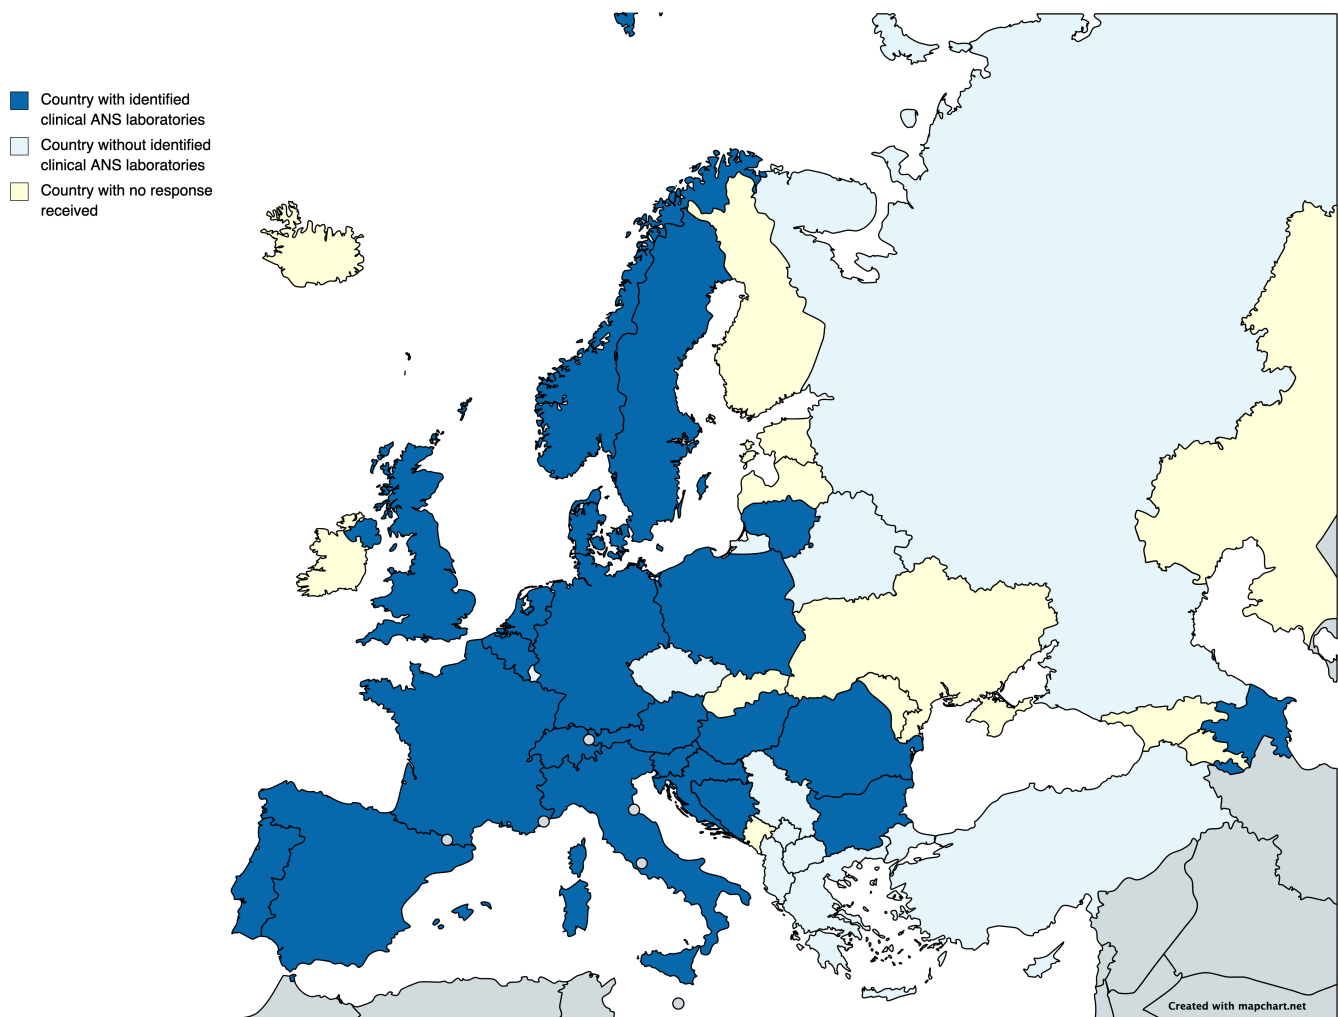 Country with identified
clinical ANS laboratories
Country without identified
clinical ANS laboratories
Country with no response
received
Created with mapchart.net